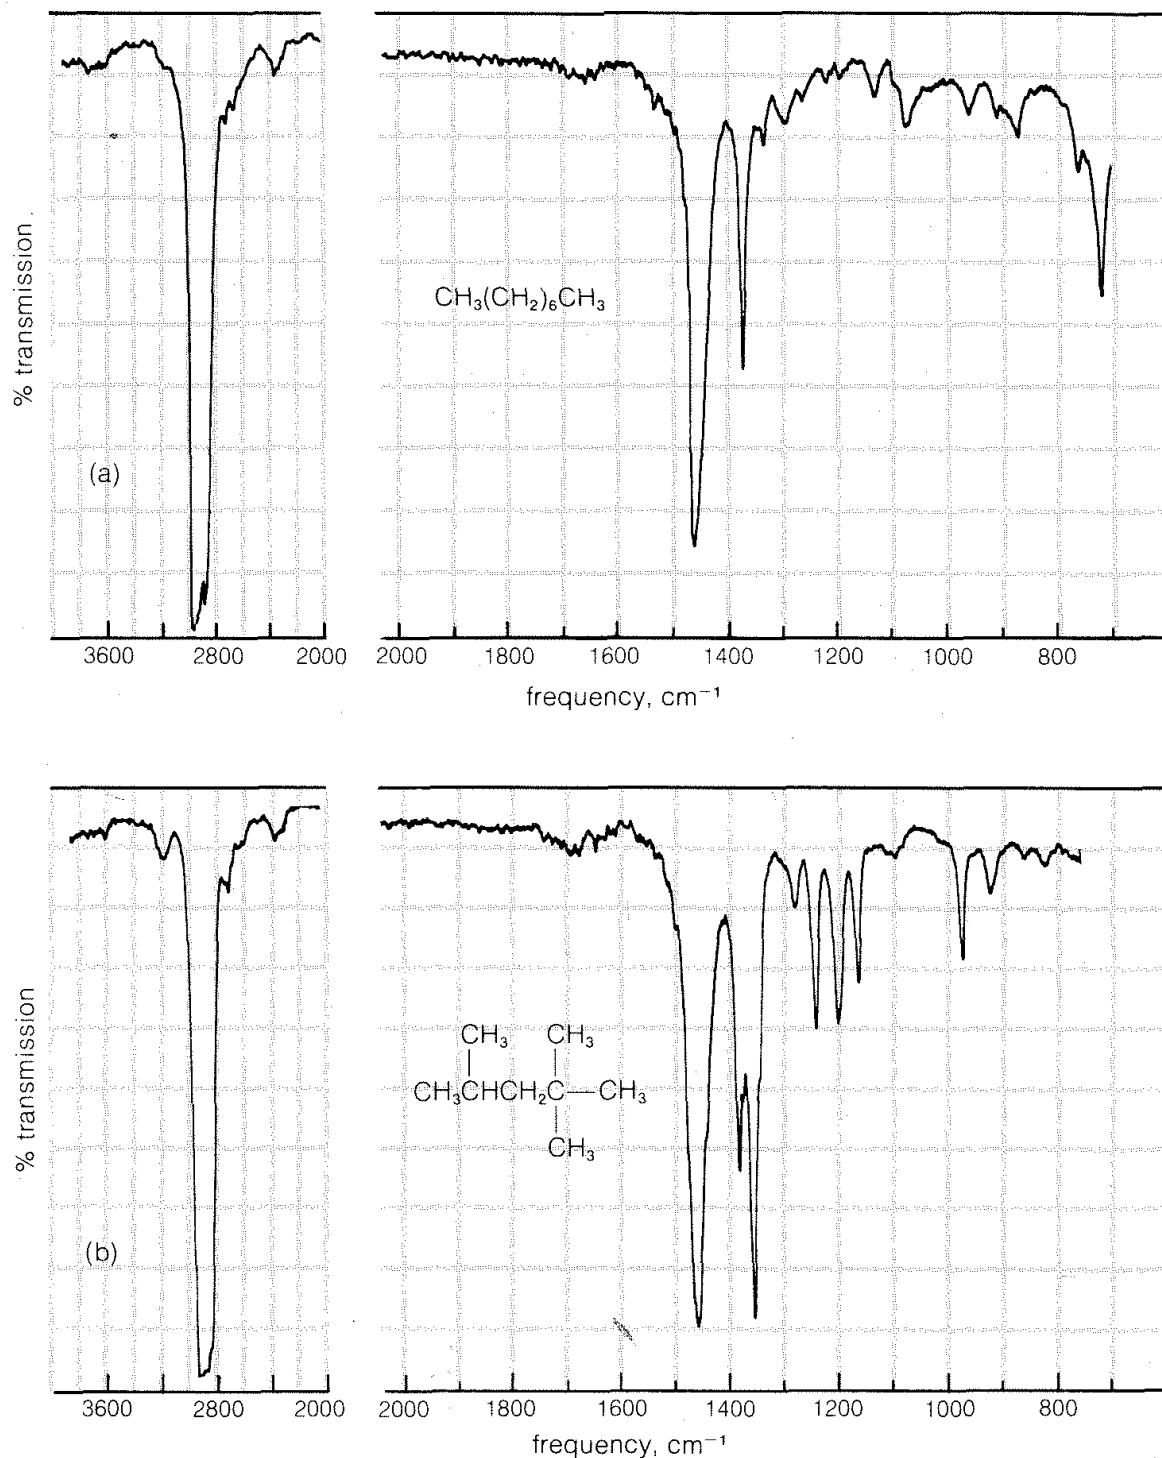 % transmission
(a)
CH₃(CH₂)₆CH₃
3600 2800 2000 2000 1800 1600 1400 1200 1000 800
frequency, cm⁻¹
% transmission
(b)
CH₃ CH₃
CH₃CHCH₂C—CH₃
CH₃
3600 2800 2000 2000 1800 1600 1400 1200 1000 800
frequency, cm⁻¹